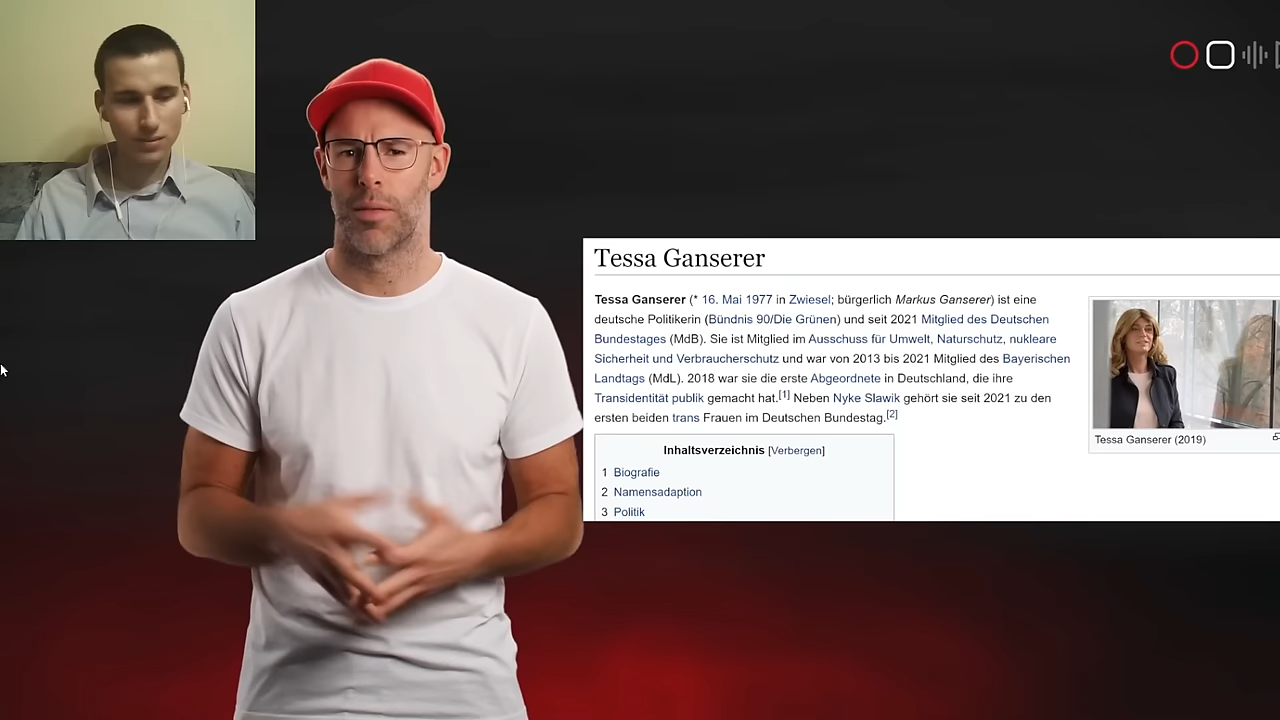 Tessa Ganserer
Tessa Ganserer (* 16. Mai 1977 in Zwiesel; bürgerlich Markus Ganserer) ist eine
deutsche Politikerin (Bündnis 90/Die Grünen) und seit 2021 Mitglied des Deutschen
Bundestages (MdB). Sie ist Mitglied im Ausschuss für Umwelt, Naturschutz, nukleare
Sicherheit und Verbraucherschutz und war von 2013 bis 2021 Mitglied des Bayerischen
Landtags (MdL). 2018 war sie die erste Abgeordnete in Deutschland, die ihre
Transidentität publik gemacht hat.[1] Neben Nyke Slawik gehört sie seit 2021 zu den
ersten beiden trans Frauen im Deutschen Bundestag.[2]
Tessa Ganserer (2019)
Inhaltsverzeichnis [Verbergen]
1 Biografie
2 Namensadaption
3 Politik